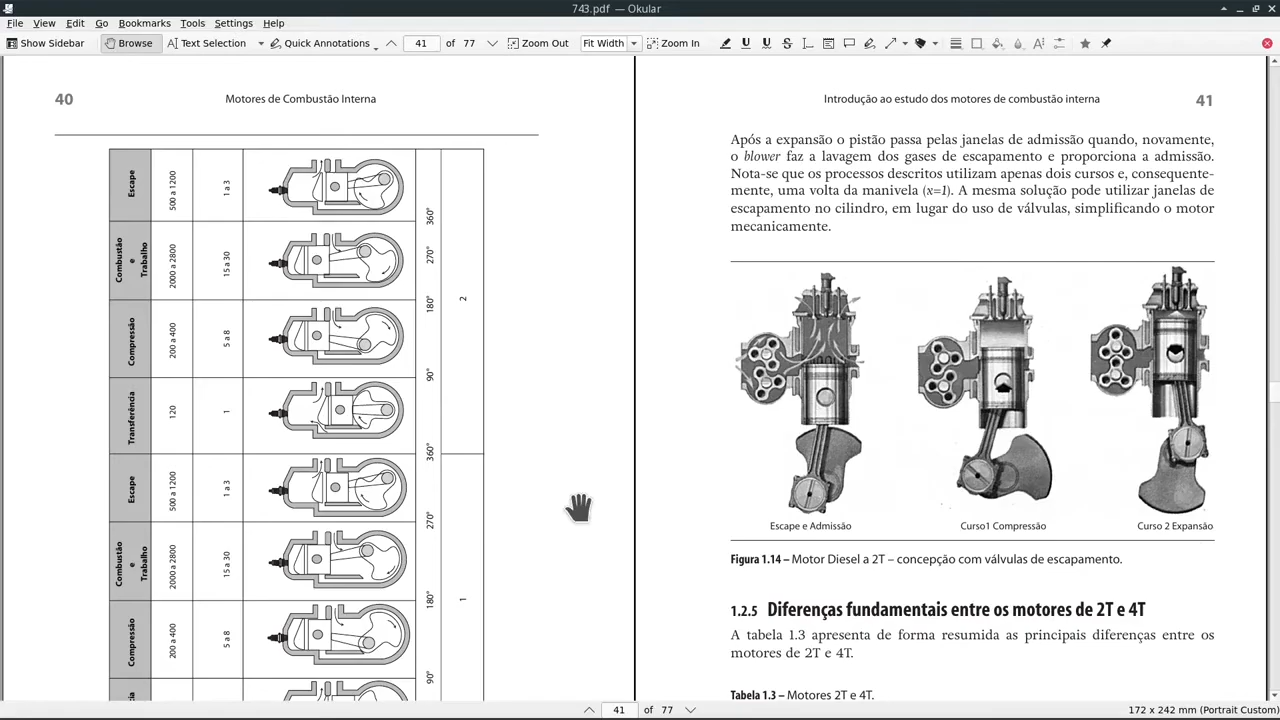 743.pdf — Okular
File View Edit Go Bookmarks Tools Settings Help
Show Sidebar Browse Text Selection Quick Annotations 41 of 77 Zoom Out Fit Width Zoom In
40 Motores de Combustão Interna
Escape 500 a 1200 1 a 3
360°
Combustão e Trabalho 2000 a 2800 15 a 30
270°
2
180°
Compressão 200 a 400 5 a 8
90°
Transferência 120 1
360°
Escape 500 a 1200 1 a 3
270°
Combustão e Trabalho 2000 a 2800 15 a 30
180°
1
Compressão 200 a 400 5 a 8
90°
Introdução ao estudo dos motores de combustão interna 41
Após a expansão o pistão passa pelas janelas de admissão quando, novamente,
o blower faz a lavagem dos gases de escapamento e proporciona a admissão.
Nota-se que os processos descritos utilizam apenas dois cursos e, consequente-
mente, uma volta da manivela (x=1). A mesma solução pode utilizar janelas de
escapamento no cilindro, em lugar do uso de válvulas, simplificando o motor
mecanicamente.
Escape e Admissão Curso1 Compressão Curso 2 Expansão
Figura 1.14 – Motor Diesel a 2T – concepção com válvulas de escapamento.
1.2.5 Diferenças fundamentais entre os motores de 2T e 4T
A tabela 1.3 apresenta de forma resumida as principais diferenças entre os
motores de 2T e 4T.
Tabela 1.3 – Motores 2T e 4T.
41 of 77
172 x 242 mm (Portrait Custom)